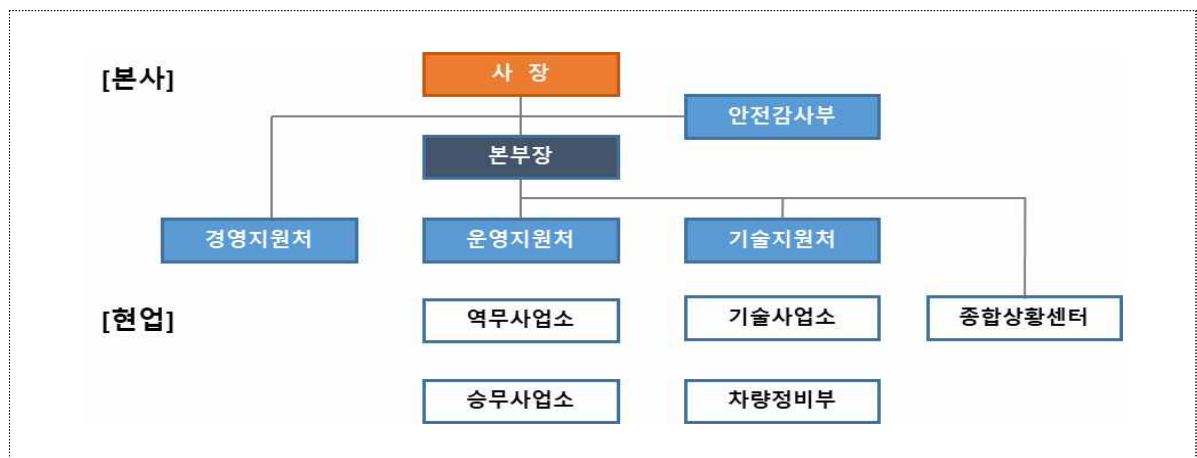 [본사]
사 장
안전감사부
본부장
경영지원처
운영지원처
기술지원처
[현업]
역무사업소
기술사업소
종합상황센터
승무사업소
차량정비부